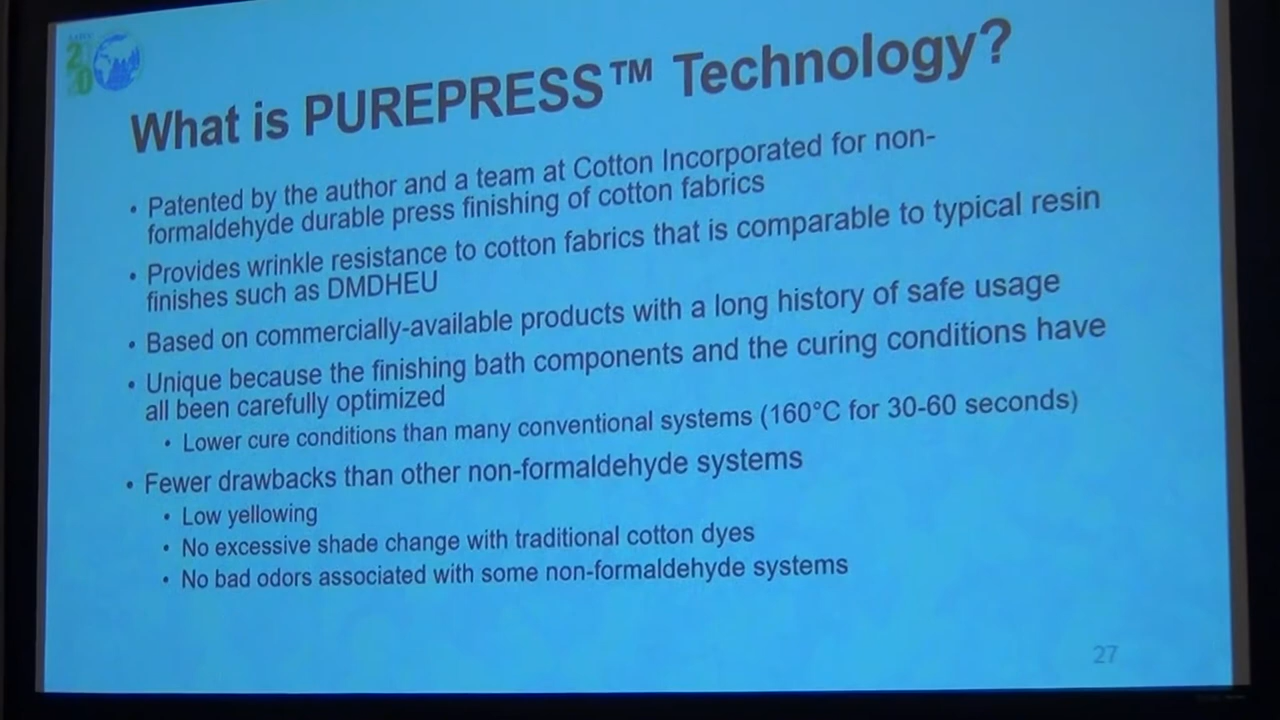 What is PUREPRESS™ Technology?
• Patented by the author and a team at Cotton Incorporated for non-
formaldehyde durable press finishing of cotton fabrics
• Provides wrinkle resistance to cotton fabrics that is comparable to typical resin
finishes such as DMDHEU
• Based on commercially-available products with a long history of safe usage
• Unique because the finishing bath components and the curing conditions have
all been carefully optimized
• Lower cure conditions than many conventional systems (160°C for 30-60 seconds)
• Fewer drawbacks than other non-formaldehyde systems
• Low yellowing
• No excessive shade change with traditional cotton dyes
• No bad odors associated with some non-formaldehyde systems
27